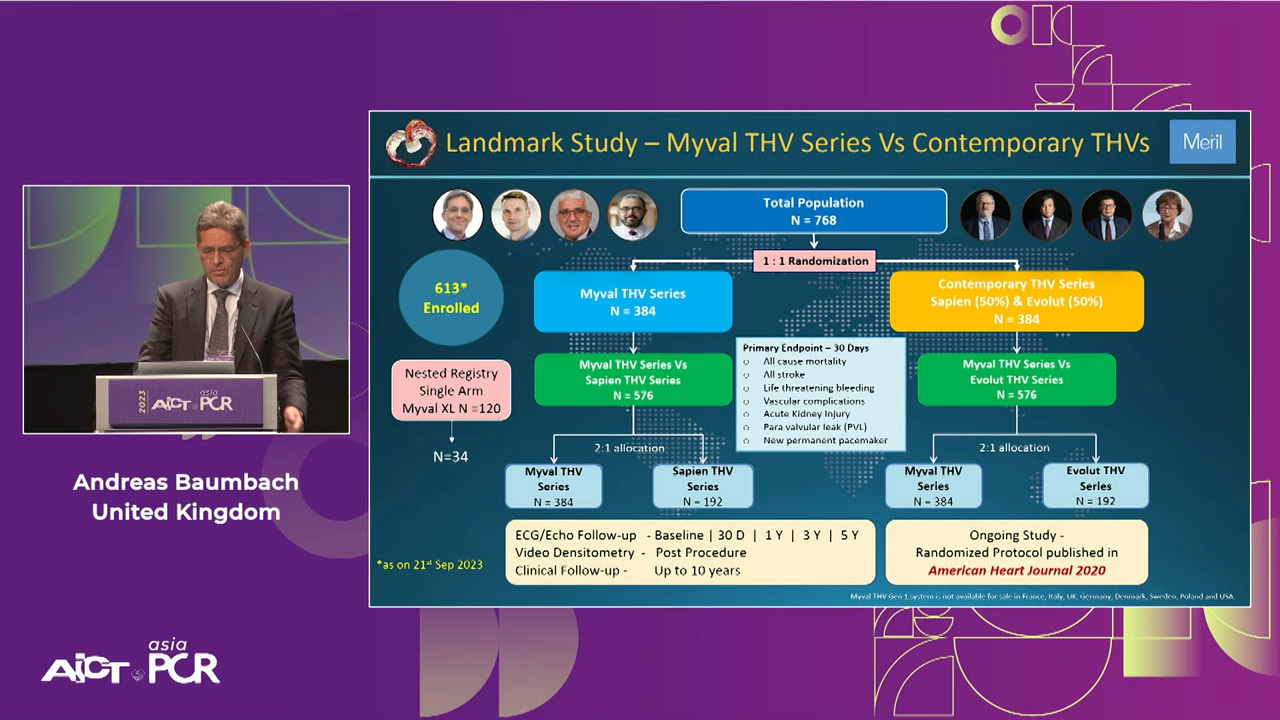 Landmark Study – Myval THV Series Vs Contemporary THVs
Meril
Total Population
N = 768
1 : 1 Randomization
613*
Enrolled
Myval THV Series
N = 384
Contemporary THV Series
Sapien (50%) & Evolut (50%)
N = 384
Nested Registry
Single Arm
Myval XL N =120
N=34
Myval THV Series Vs
Sapien THV Series
N = 576
Primary Endpoint – 30 Days
o All cause mortality
o All stroke
o Life threatening bleeding
o Vascular complications
o Acute Kidney Injury
o Para valvular leak (PVL)
o New permanent pacemaker
Myval THV Series Vs
Evolut THV Series
N = 576
2:1 allocation
2:1 allocation
Myval THV
Series
N = 384
Sapien THV
Series
N = 192
Myval THV
Series
N = 384
Evolut THV
Series
N = 192
ECG/Echo Follow-up - Baseline | 30 D | 1 Y | 3 Y | 5 Y
Video Densitometry - Post Procedure
Clinical Follow-up - Up to 10 years
Ongoing Study -
Randomized Protocol published in
American Heart Journal 2020
*as on 21st Sep 2023
Myval THV Gen 1 system is not available for sale in France, Italy, UK, Germany, Denmark, Sweden, Poland and USA.
2023
AICT
asia
PCR
Andreas Baumbach
United Kingdom
asia
AICT PCR